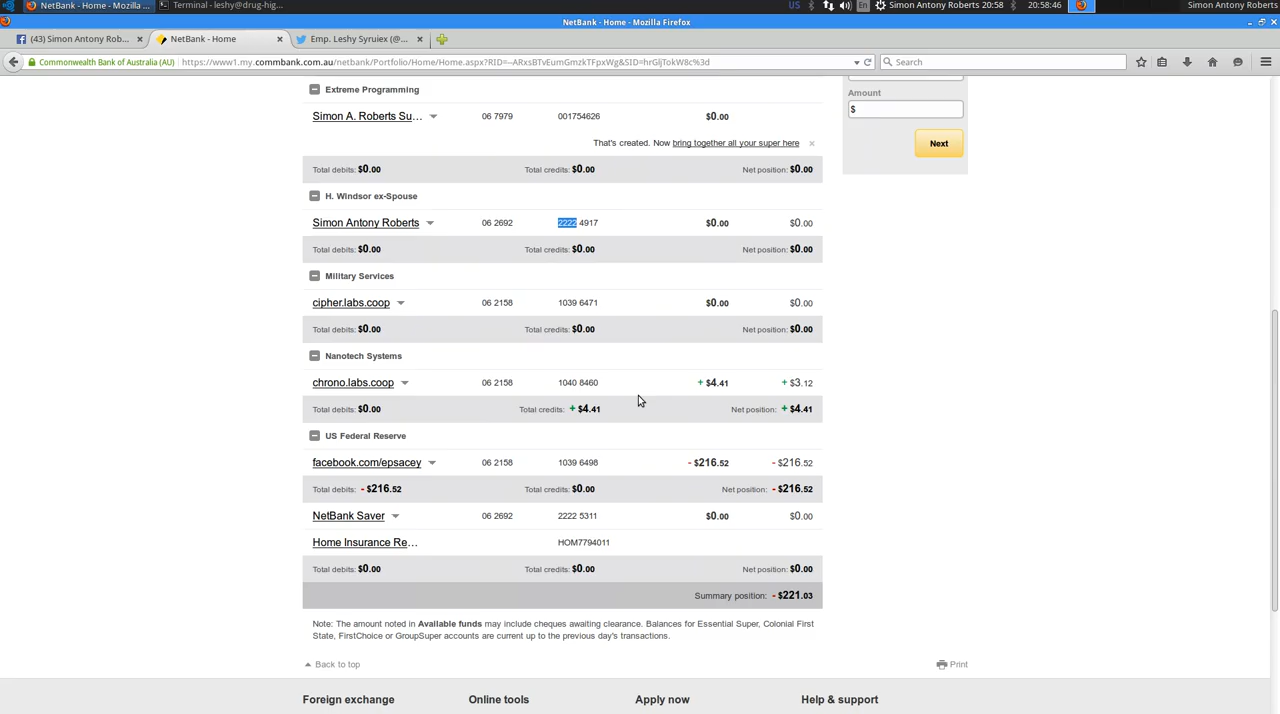 NetBank - Home - Mozilla ...
Terminal - leshy@drug-hig...
US
En
Simon Antony Roberts 20:58
20:58:46
Simon Antony Roberts
NetBank - Home - Mozilla Firefox
(43) Simon Antony Rob...
NetBank - Home
Emp. Leshy Syruiex (@...
Commonwealth Bank of Australia (AU)
https://www1.my.commbank.com.au/netbank/Portfolio/Home/Home.aspx?RID=--ARxsBTvEumGmzkTFpxWg&SID=hrGljTokW8c%3d
Search
Extreme Programming
Amount
$
Simon A. Roberts Su... 06 7979 001754626 $0.00
That's created. Now bring together all your super here
Next
Total debits: $0.00 Total credits: $0.00 Net position: $0.00
H. Windsor ex-Spouse
Simon Antony Roberts 06 2692 2222 4917 $0.00 $0.00
Total debits: $0.00 Total credits: $0.00 Net position: $0.00
Military Services
cipher.labs.coop 06 2158 1039 6471 $0.00 $0.00
Total debits: $0.00 Total credits: $0.00 Net position: $0.00
Nanotech Systems
chrono.labs.coop 06 2158 1040 8460 + $4.41 + $3.12
Total debits: $0.00 Total credits: + $4.41 Net position: + $4.41
US Federal Reserve
facebook.com/epsacey 06 2158 1039 6498 - $216.52 - $216.52
Total debits: - $216.52 Total credits: $0.00 Net position: - $216.52
NetBank Saver 06 2692 2222 5311 $0.00 $0.00
Home Insurance Re... HOM7794011
Total debits: $0.00 Total credits: $0.00 Net position: $0.00
Summary position: - $221.03
Note: The amount noted in Available funds may include cheques awaiting clearance. Balances for Essential Super, Colonial First
State, FirstChoice or GroupSuper accounts are current up to the previous day's transactions.
Back to top
Print
Foreign exchange
Online tools
Apply now
Help & support